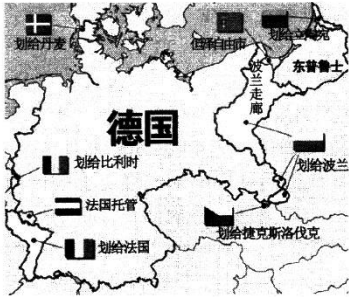 划给丹麦
但泽自由市
划给立陶宛
东普鲁士
波兰走廊
德国
划给比利时
划给波兰
法国托管
划给捷克斯洛伐克
划给法国